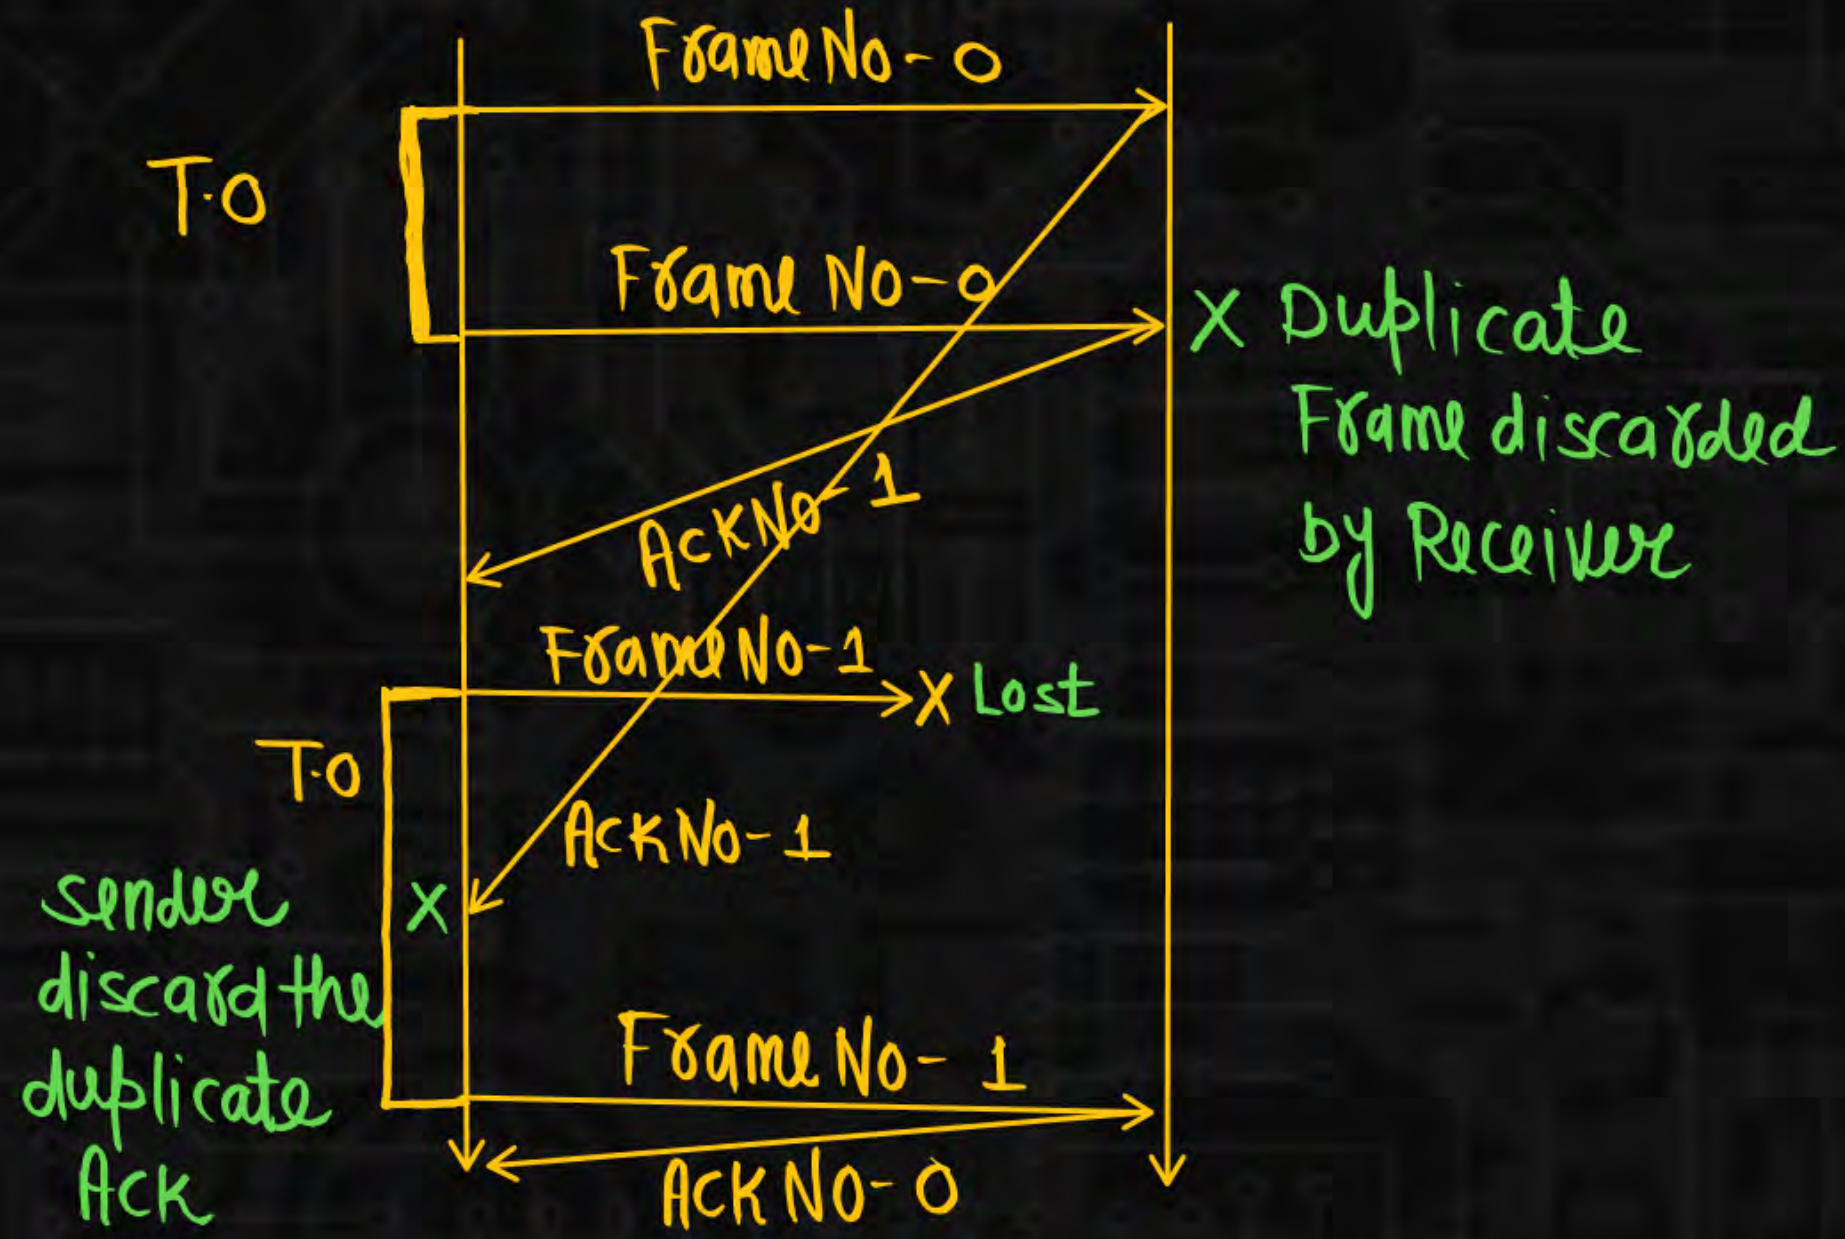 Frame No-0
T.O
Frame No-0
X Duplicate
Frame discarded
by Receiver
Ack No-1
Frame No-1
X Lost
T.O
Ack No-1
sender
X
discard the
duplicate
Ack
Frame No-1
Ack No-0